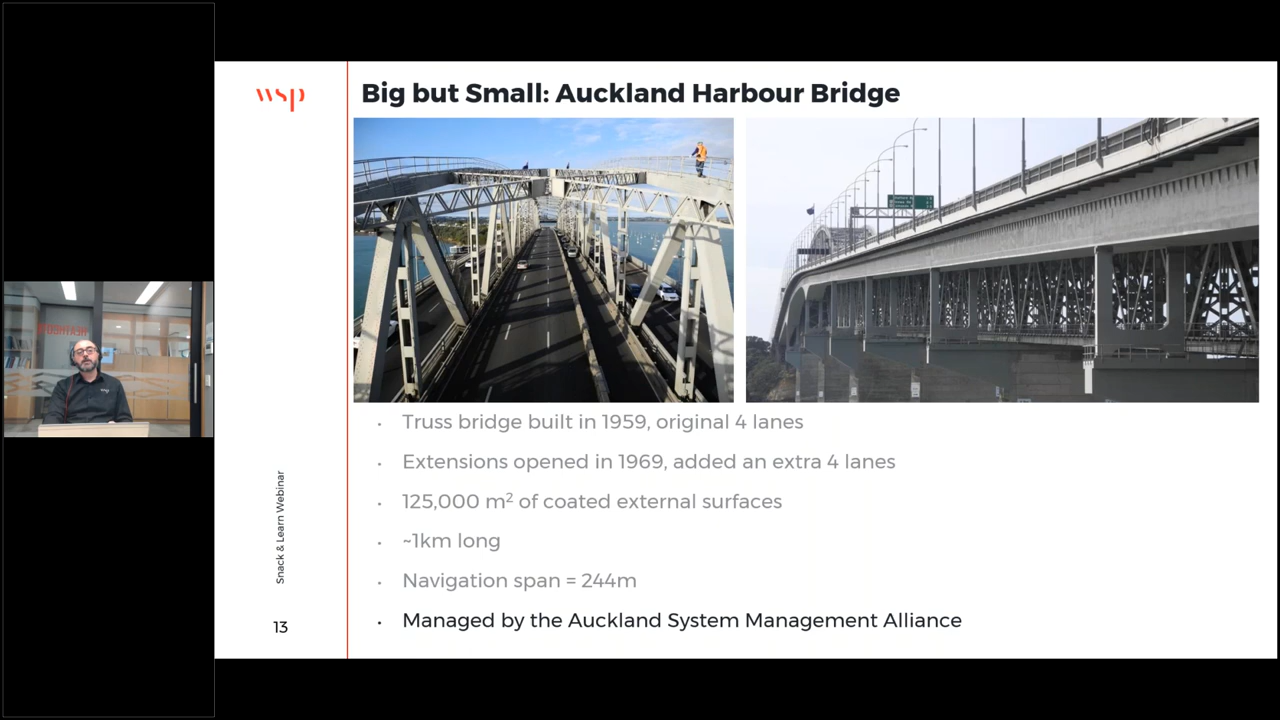 wsp
Big but Small: Auckland Harbour Bridge
· Truss bridge built in 1959, original 4 lanes
· Extensions opened in 1969, added an extra 4 lanes
· 125,000 m² of coated external surfaces
· ~1km long
· Navigation span = 244m
· Managed by the Auckland System Management Alliance
Snack & Learn Webinar
13